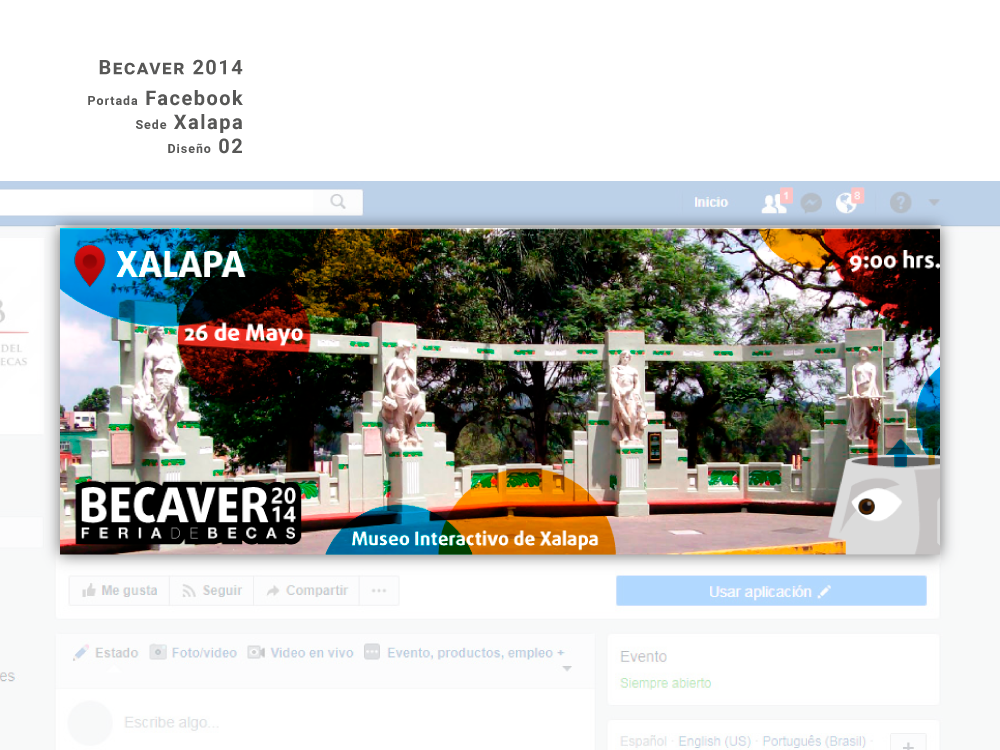 BECAVER 2014
Portada Facebook
Sede Xalapa
Diseño 02
Inicio
1
8
?
XALAPA
9:00 hrs.
26 de Mayo
DEL
ECAS
BECAVER 2014
FERIA DE BECAS
Museo Interactivo de Xalapa
Me gusta
Seguir
Compartir
Usar aplicación
Estado
Foto/video
Video en vivo
Evento, productos, empleo +
Evento
Siempre abierto
es
Escribe algo...
Español · English (US) · Português (Brasil) ·
+